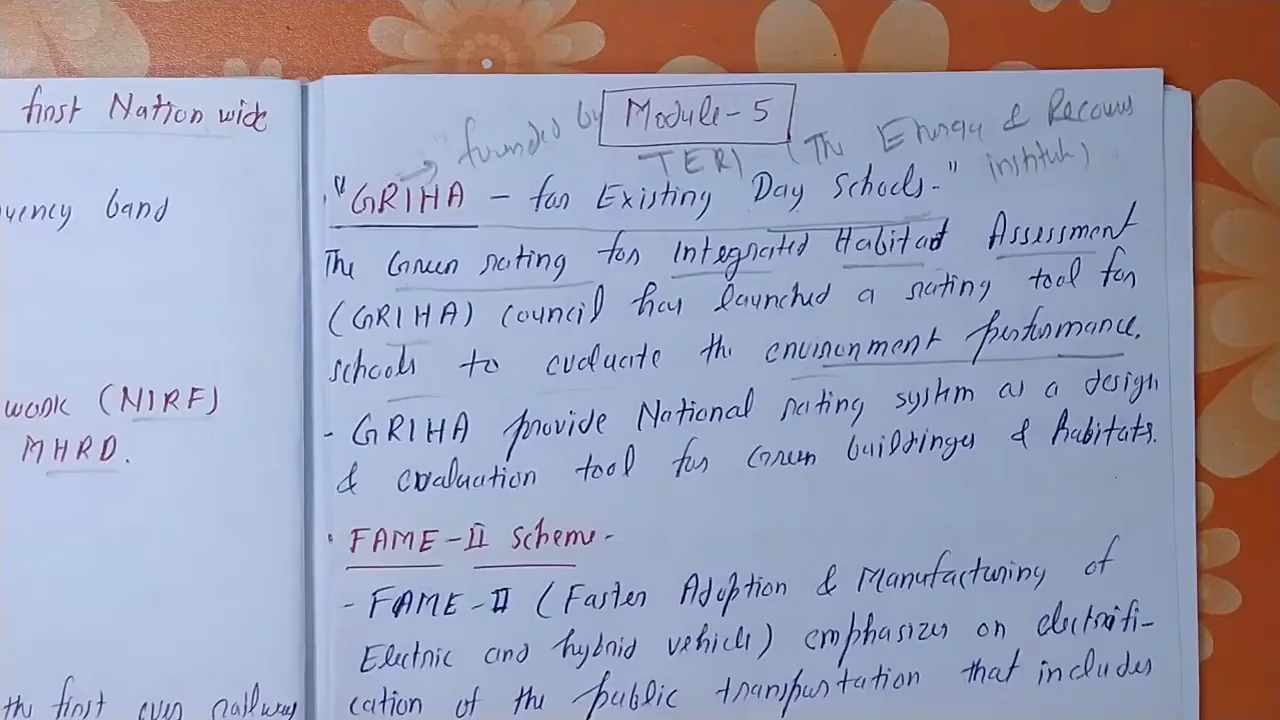 first Nation wide
uency band
work (NIRF)
MHRD.
the first ever railway
Module-5
founded by
TERI (The Energy & Recours
institute)
"GRIHA - for Existing Day Schools."
The Green rating for Integrated Habitat Assessment
(GRIHA) council has launched a rating tool for
schools to evaluate the environment performance.
- GRIHA provide National rating system as a design
& evaluation tool for Green buildings & habitats.
• FAME-II Scheme-
- FAME-II (Faster Adoption & Manufacturing of
Electric and hybrid vehicle) emphasizes on electrifi-
cation of the public transportation that includes